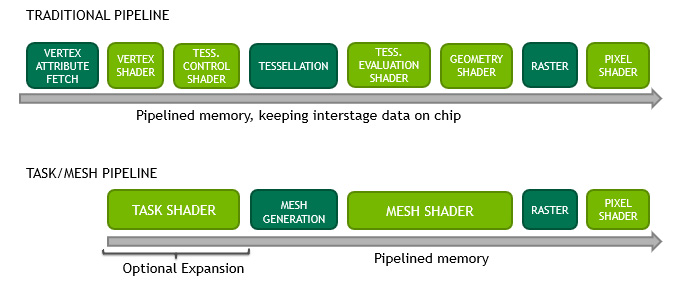 TRADITIONAL PIPELINE
VERTEX
ATTRIBUTE
FETCH
VERTEX
SHADER
TESS.
CONTROL
SHADER
TESSELLATION
TESS.
EVALUATION
SHADER
GEOMETRY
SHADER
RASTER
PIXEL
SHADER
Pipelined memory, keeping interstage data on chip
TASK/MESH PIPELINE
TASK SHADER
MESH
GENERATION
MESH SHADER
RASTER
PIXEL
SHADER
Optional Expansion
Pipelined memory